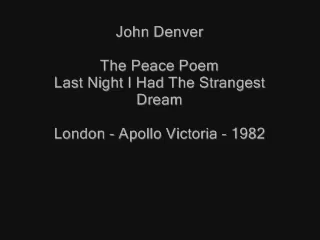 John Denver
The Peace Poem
Last Night I Had The Strangest
Dream
London - Apollo Victoria - 1982